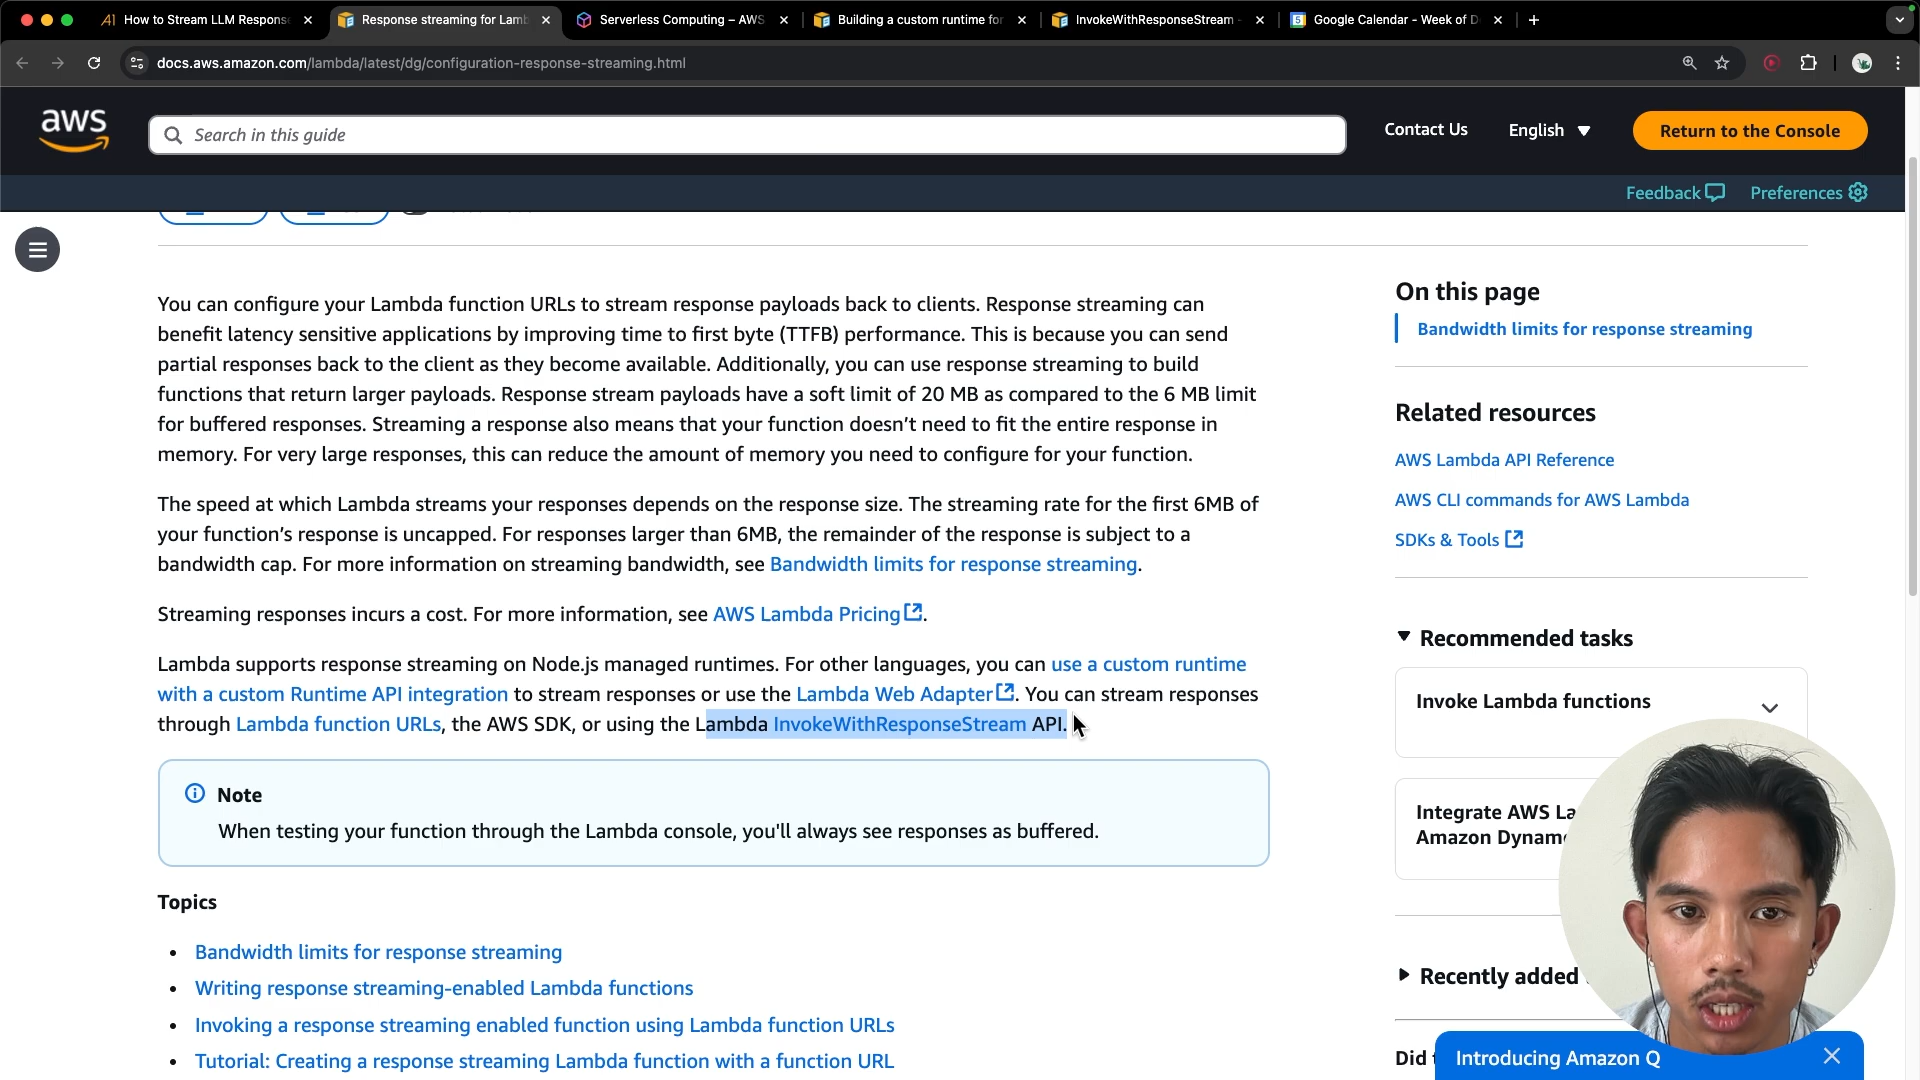 How to Stream LLM Response
Response streaming for Lamb
Serverless Computing – AWS
Building a custom runtime for
InvokeWithResponseStream -
Google Calendar - Week of D
docs.aws.amazon.com/lambda/latest/dg/configuration-response-streaming.html
aws
Search in this guide
Contact Us
English
Return to the Console
Feedback
Preferences
You can configure your Lambda function URLs to stream response payloads back to clients. Response streaming can
benefit latency sensitive applications by improving time to first byte (TTFB) performance. This is because you can send
partial responses back to the client as they become available. Additionally, you can use response streaming to build
functions that return larger payloads. Response stream payloads have a soft limit of 20 MB as compared to the 6 MB limit
for buffered responses. Streaming a response also means that your function doesn’t need to fit the entire response in
memory. For very large responses, this can reduce the amount of memory you need to configure for your function.
The speed at which Lambda streams your responses depends on the response size. The streaming rate for the first 6MB of
your function’s response is uncapped. For responses larger than 6MB, the remainder of the response is subject to a
bandwidth cap. For more information on streaming bandwidth, see Bandwidth limits for response streaming.
Streaming responses incurs a cost. For more information, see AWS Lambda Pricing.
Lambda supports response streaming on Node.js managed runtimes. For other languages, you can use a custom runtime
with a custom Runtime API integration to stream responses or use the Lambda Web Adapter. You can stream responses
through Lambda function URLs, the AWS SDK, or using the Lambda InvokeWithResponseStream API.
Note
When testing your function through the Lambda console, you'll always see responses as buffered.
Topics
• Bandwidth limits for response streaming
• Writing response streaming-enabled Lambda functions
• Invoking a response streaming enabled function using Lambda function URLs
• Tutorial: Creating a response streaming Lambda function with a function URL
On this page
Bandwidth limits for response streaming
Related resources
AWS Lambda API Reference
AWS CLI commands for AWS Lambda
SDKs & Tools
Recommended tasks
Invoke Lambda functions
Integrate AWS La
Amazon Dynam
Recently added
Did
Introducing Amazon Q